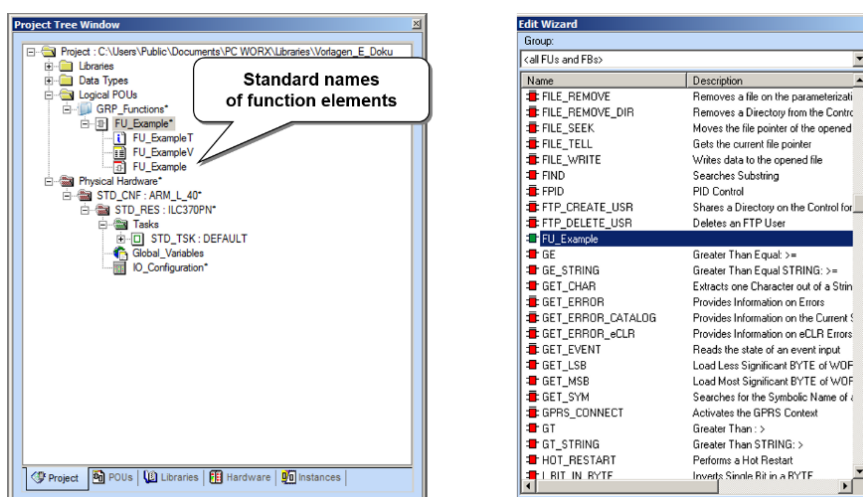 Project Tree Window
Project : C:\Users\Public\Documents\PC WORX\Libraries\Vorlagen_E_Doku
Libraries
Data Types
Logical POUs
GRP_Functions*
FU_Example*
FU_ExampleT
FU_ExampleV
FU_Example
Physical Hardware*
STD_CNF : ARM_L_40*
STD_RES : ILC370PN*
Tasks
STD_TSK : DEFAULT
Global_Variables
IO_Configuration*
Standard names
of function elements
Project POUs Libraries Hardware Instances
Edit Wizard
Group:
<all FUs and FBs>
Name Description
FILE_REMOVE Removes a file on the parameterizati
FILE_REMOVE_DIR Removes a Directory from the Contro
FILE_SEEK Moves the file pointer of the opened
FILE_TELL Gets the current file pointer
FILE_WRITE Writes data to the opened file
FIND Searches Substring
FPID PID Control
FTP_CREATE_USR Shares a Directory on the Control for
FTP_DELETE_USR Deletes an FTP User
FU_Example
GE Greater Than Equal: >=
GE_STRING Greater Than Equal STRING: >=
GET_CHAR Extracts one Character out of a Strin
GET_ERROR Provides Information on Errors
GET_ERROR_CATALOG Provides Information on the Current S
GET_ERROR_eCLR Provides Information on eCLR Errors
GET_EVENT Reads the state of an event input
GET_LSB Load Less Significant BYTE of WOF
GET_MSB Load Most Significant BYTE of WOF
GET_SYM Searches for the Symbolic Name of a
GPRS_CONNECT Activates the GPRS Context
GT Greater Than : >
GT_STRING Greater Than STRING: >
HOT_RESTART Performs a Hot Restart
I_BIT_IN_BYTE Inverts Single Bit in a BYTE